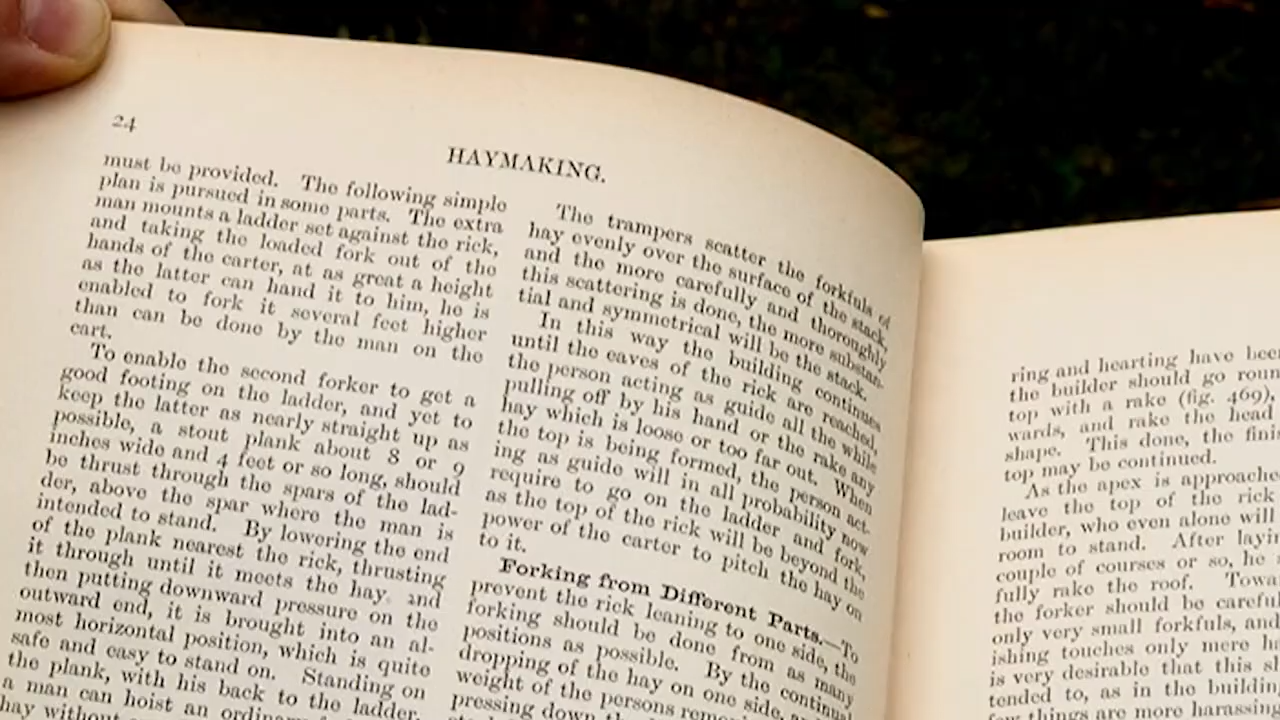 24
HAYMAKING.
must be provided. The following simple
plan is pursued in some parts. The extra
man mounts a ladder set against the rick,
and taking the loaded fork out of the
hands of the carter, at as great a height
as the latter can hand it to him, he is
enabled to fork it several feet higher
than can be done by the man on the
cart.
To enable the second forker to get a
good footing on the ladder, and yet to
keep the latter as nearly straight up as
possible, a stout plank about 8 or 9
inches wide and 4 feet or so long, should
be thrust through the spars of the lad-
der, above the spar where the man is
intended to stand. By lowering the end
of the plank nearest the rick, thrusting
it through until it meets the hay, and
then putting downward pressure on the
outward end, it is brought into an al-
most horizontal position, which is quite
safe and easy to stand on. Standing on
the plank, with his back to the ladder,
a man can hoist an ordinary
hay without
The trampers scatter the forkfuls of
hay evenly over the surface of the stack,
and the more carefully and thoroughly
this scattering is done, the more substan-
tial and symmetrical will be the stack.
In this way the building continues
until the eaves of the rick are reached,
the person acting as guide all the while
pulling off by his hand or the rake any
hay which is loose or too far out. When
the top is being formed, the person act-
ing as guide will in all probability now
require to go on the ladder and fork,
as the top of the rick will be beyond the
power of the carter to pitch the hay on
to it.
Forking from Different Parts.—To
prevent the rick leaning to one side, the
forking should be done from as many
positions as possible. By the continual
dropping of the hay on one side, and
weight of the persons
pressing down the
ring and hearting have been
the builder should go roun
top with a rake (fig. 469),
wards, and rake the head
shape. This done, the fini
top may be continued.
As the apex is approache
leave the top of the rick
builder, who even alone will
room to stand. After layin
couple of courses or so, he
fully rake the roof. Towa
the forker should be careful
only very small forkfuls, and
ishing touches only mere h
is very desirable that this s
tended to, as in the building
few things are more harassing